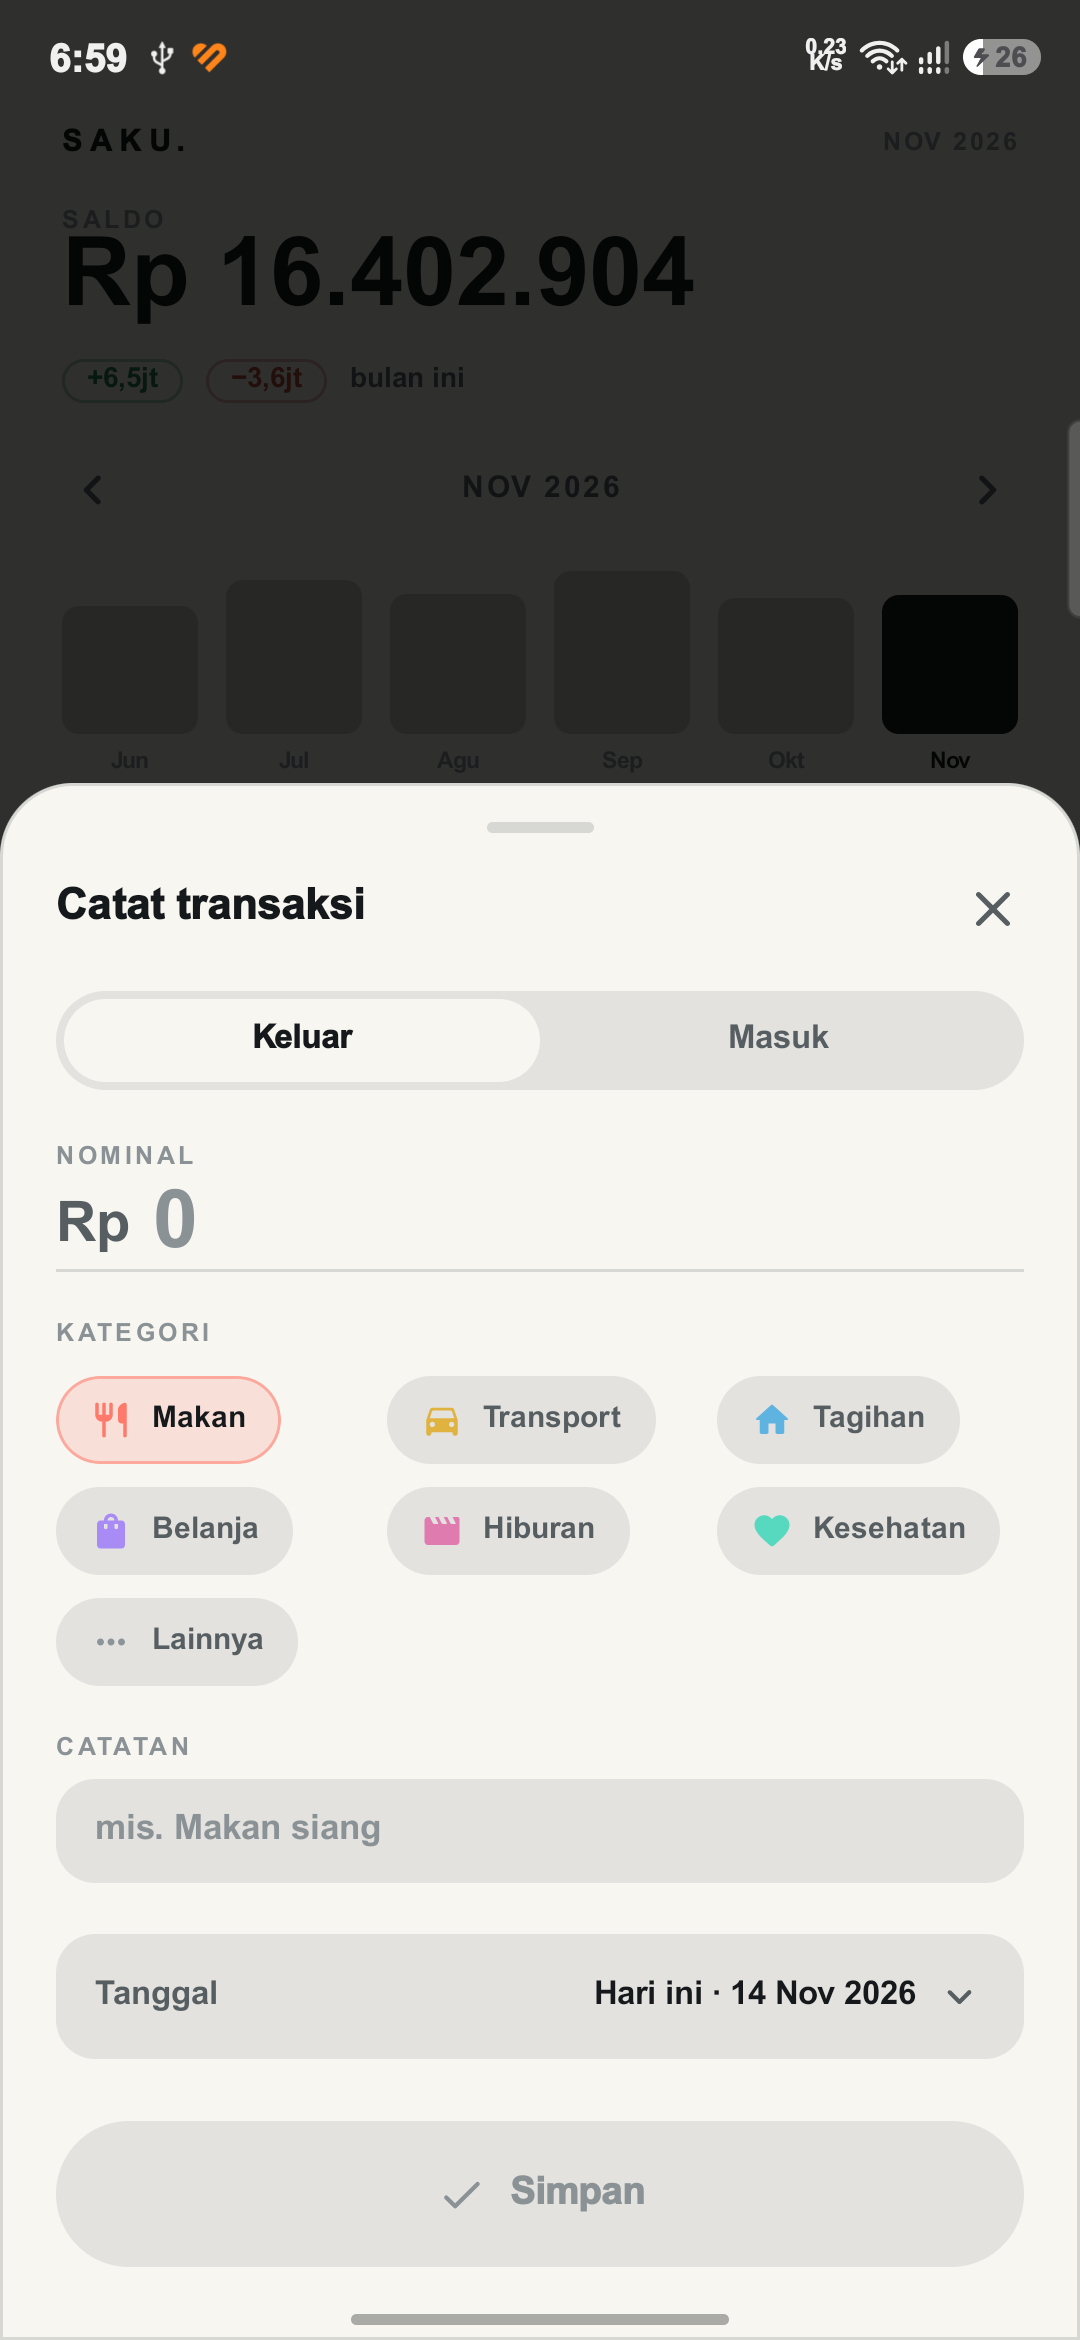 6:59
0,23 K/s
26
SAKU.
NOV 2026
SALDO
Rp 16.402.904
+6,5jt −3,6jt bulan ini
NOV 2026
Jun Jul Agu Sep Okt Nov
Catat transaksi
Keluar Masuk
NOMINAL
Rp 0
KATEGORI
Makan Transport Tagihan
Belanja Hiburan Kesehatan
Lainnya
CATATAN
mis. Makan siang
Tanggal Hari ini · 14 Nov 2026
Simpan